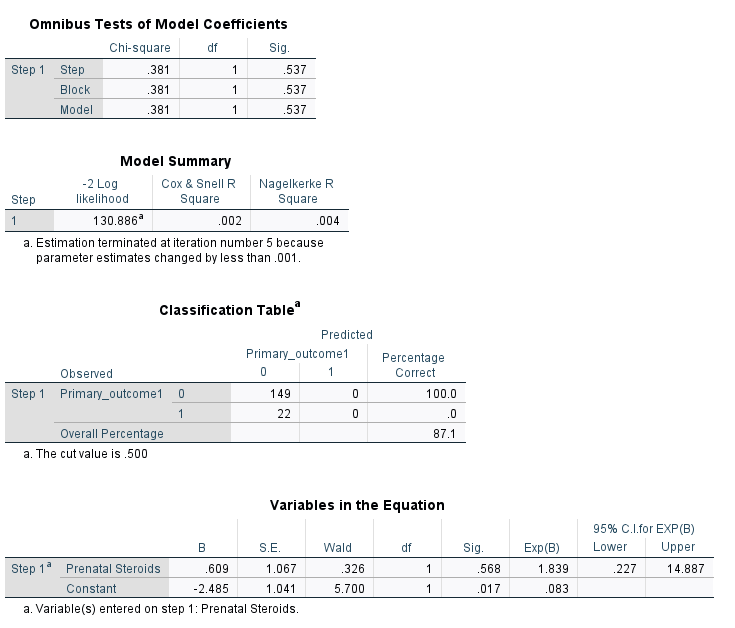 Omnibus Tests of Model Coefficients
Chi-square df Sig.
Step 1 Step .381 1 .537
Block .381 1 .537
Model .381 1 .537
Model Summary
Step -2 Log likelihood Cox & Snell R Square Nagelkerke R Square
1 130.886a .002 .004
a. Estimation terminated at iteration number 5 because
parameter estimates changed by less than .001.
Classification Tablea
Predicted
Primary_outcome1 Percentage Correct
Observed 0 1
Step 1 Primary_outcome1 0 149 0 100.0
1 22 0 .0
Overall Percentage 87.1
a. The cut value is .500
Variables in the Equation
95% C.I.for EXP(B)
B S.E. Wald df Sig. Exp(B) Lower Upper
Step 1a Prenatal Steroids .609 1.067 .326 1 .568 1.839 .227 14.887
Constant -2.485 1.041 5.700 1 .017 .083
a. Variable(s) entered on step 1: Prenatal Steroids.